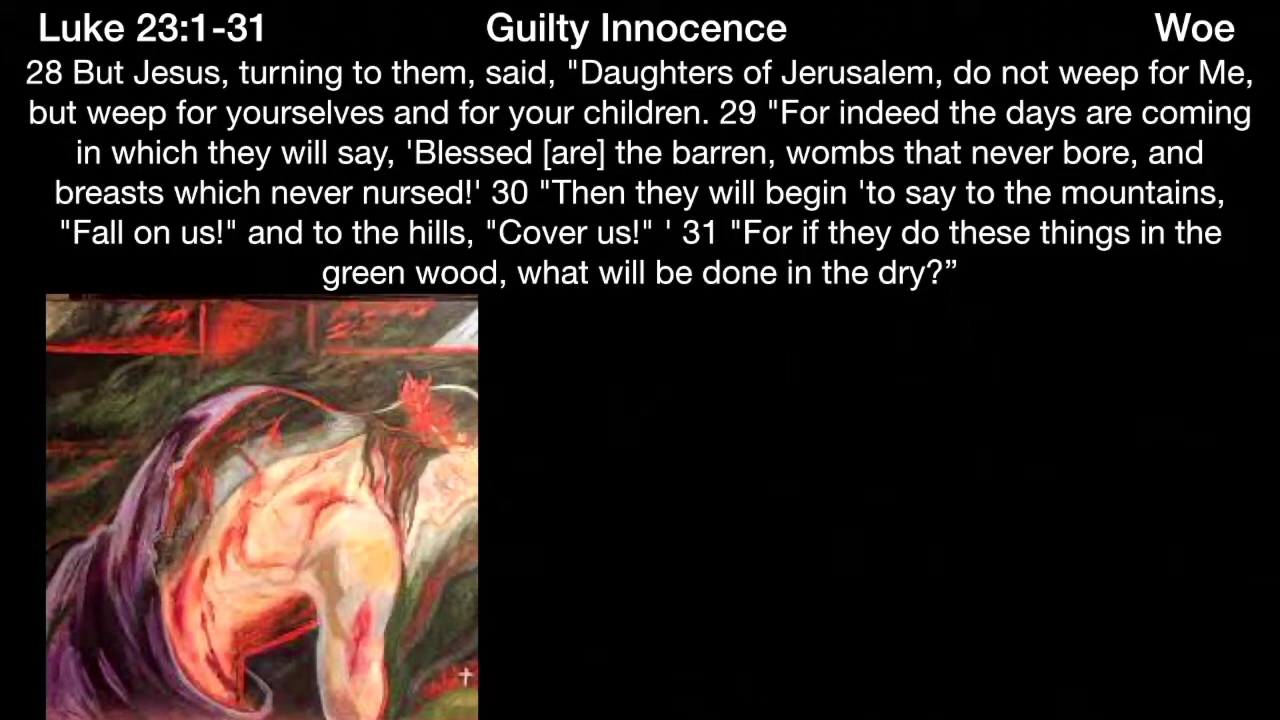 Luke 23:1-31 Guilty Innocence Woe
28 But Jesus, turning to them, said, "Daughters of Jerusalem, do not weep for Me,
but weep for yourselves and for your children. 29 "For indeed the days are coming
in which they will say, 'Blessed [are] the barren, wombs that never bore, and
breasts which never nursed!' 30 "Then they will begin 'to say to the mountains,
"Fall on us!" and to the hills, "Cover us!" ' 31 "For if they do these things in the
green wood, what will be done in the dry?”